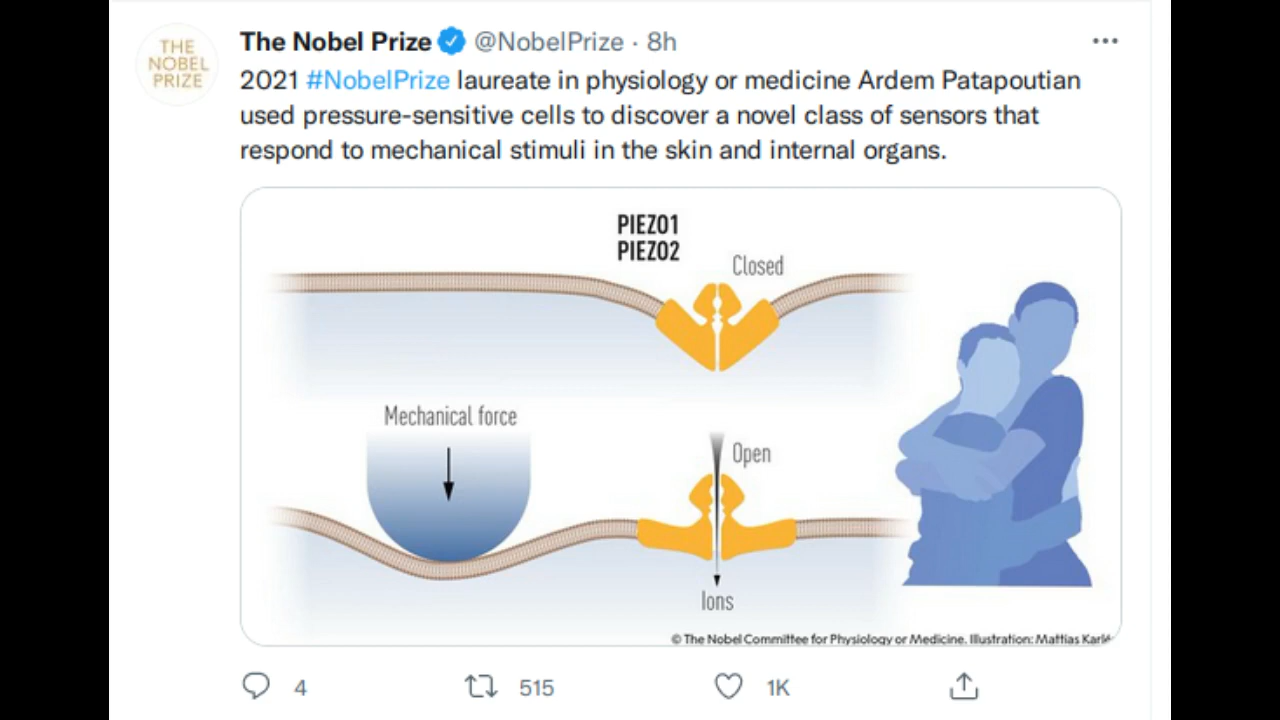 THE
NOBEL
PRIZE
The Nobel Prize @NobelPrize · 8h
2021 #NobelPrize laureate in physiology or medicine Ardem Patapoutian
used pressure-sensitive cells to discover a novel class of sensors that
respond to mechanical stimuli in the skin and internal organs.
PIEZO1
PIEZO2
Closed
Mechanical force
Open
Ions
© The Nobel Committee for Physiology or Medicine. Illustration: Mattias
4 515 1K